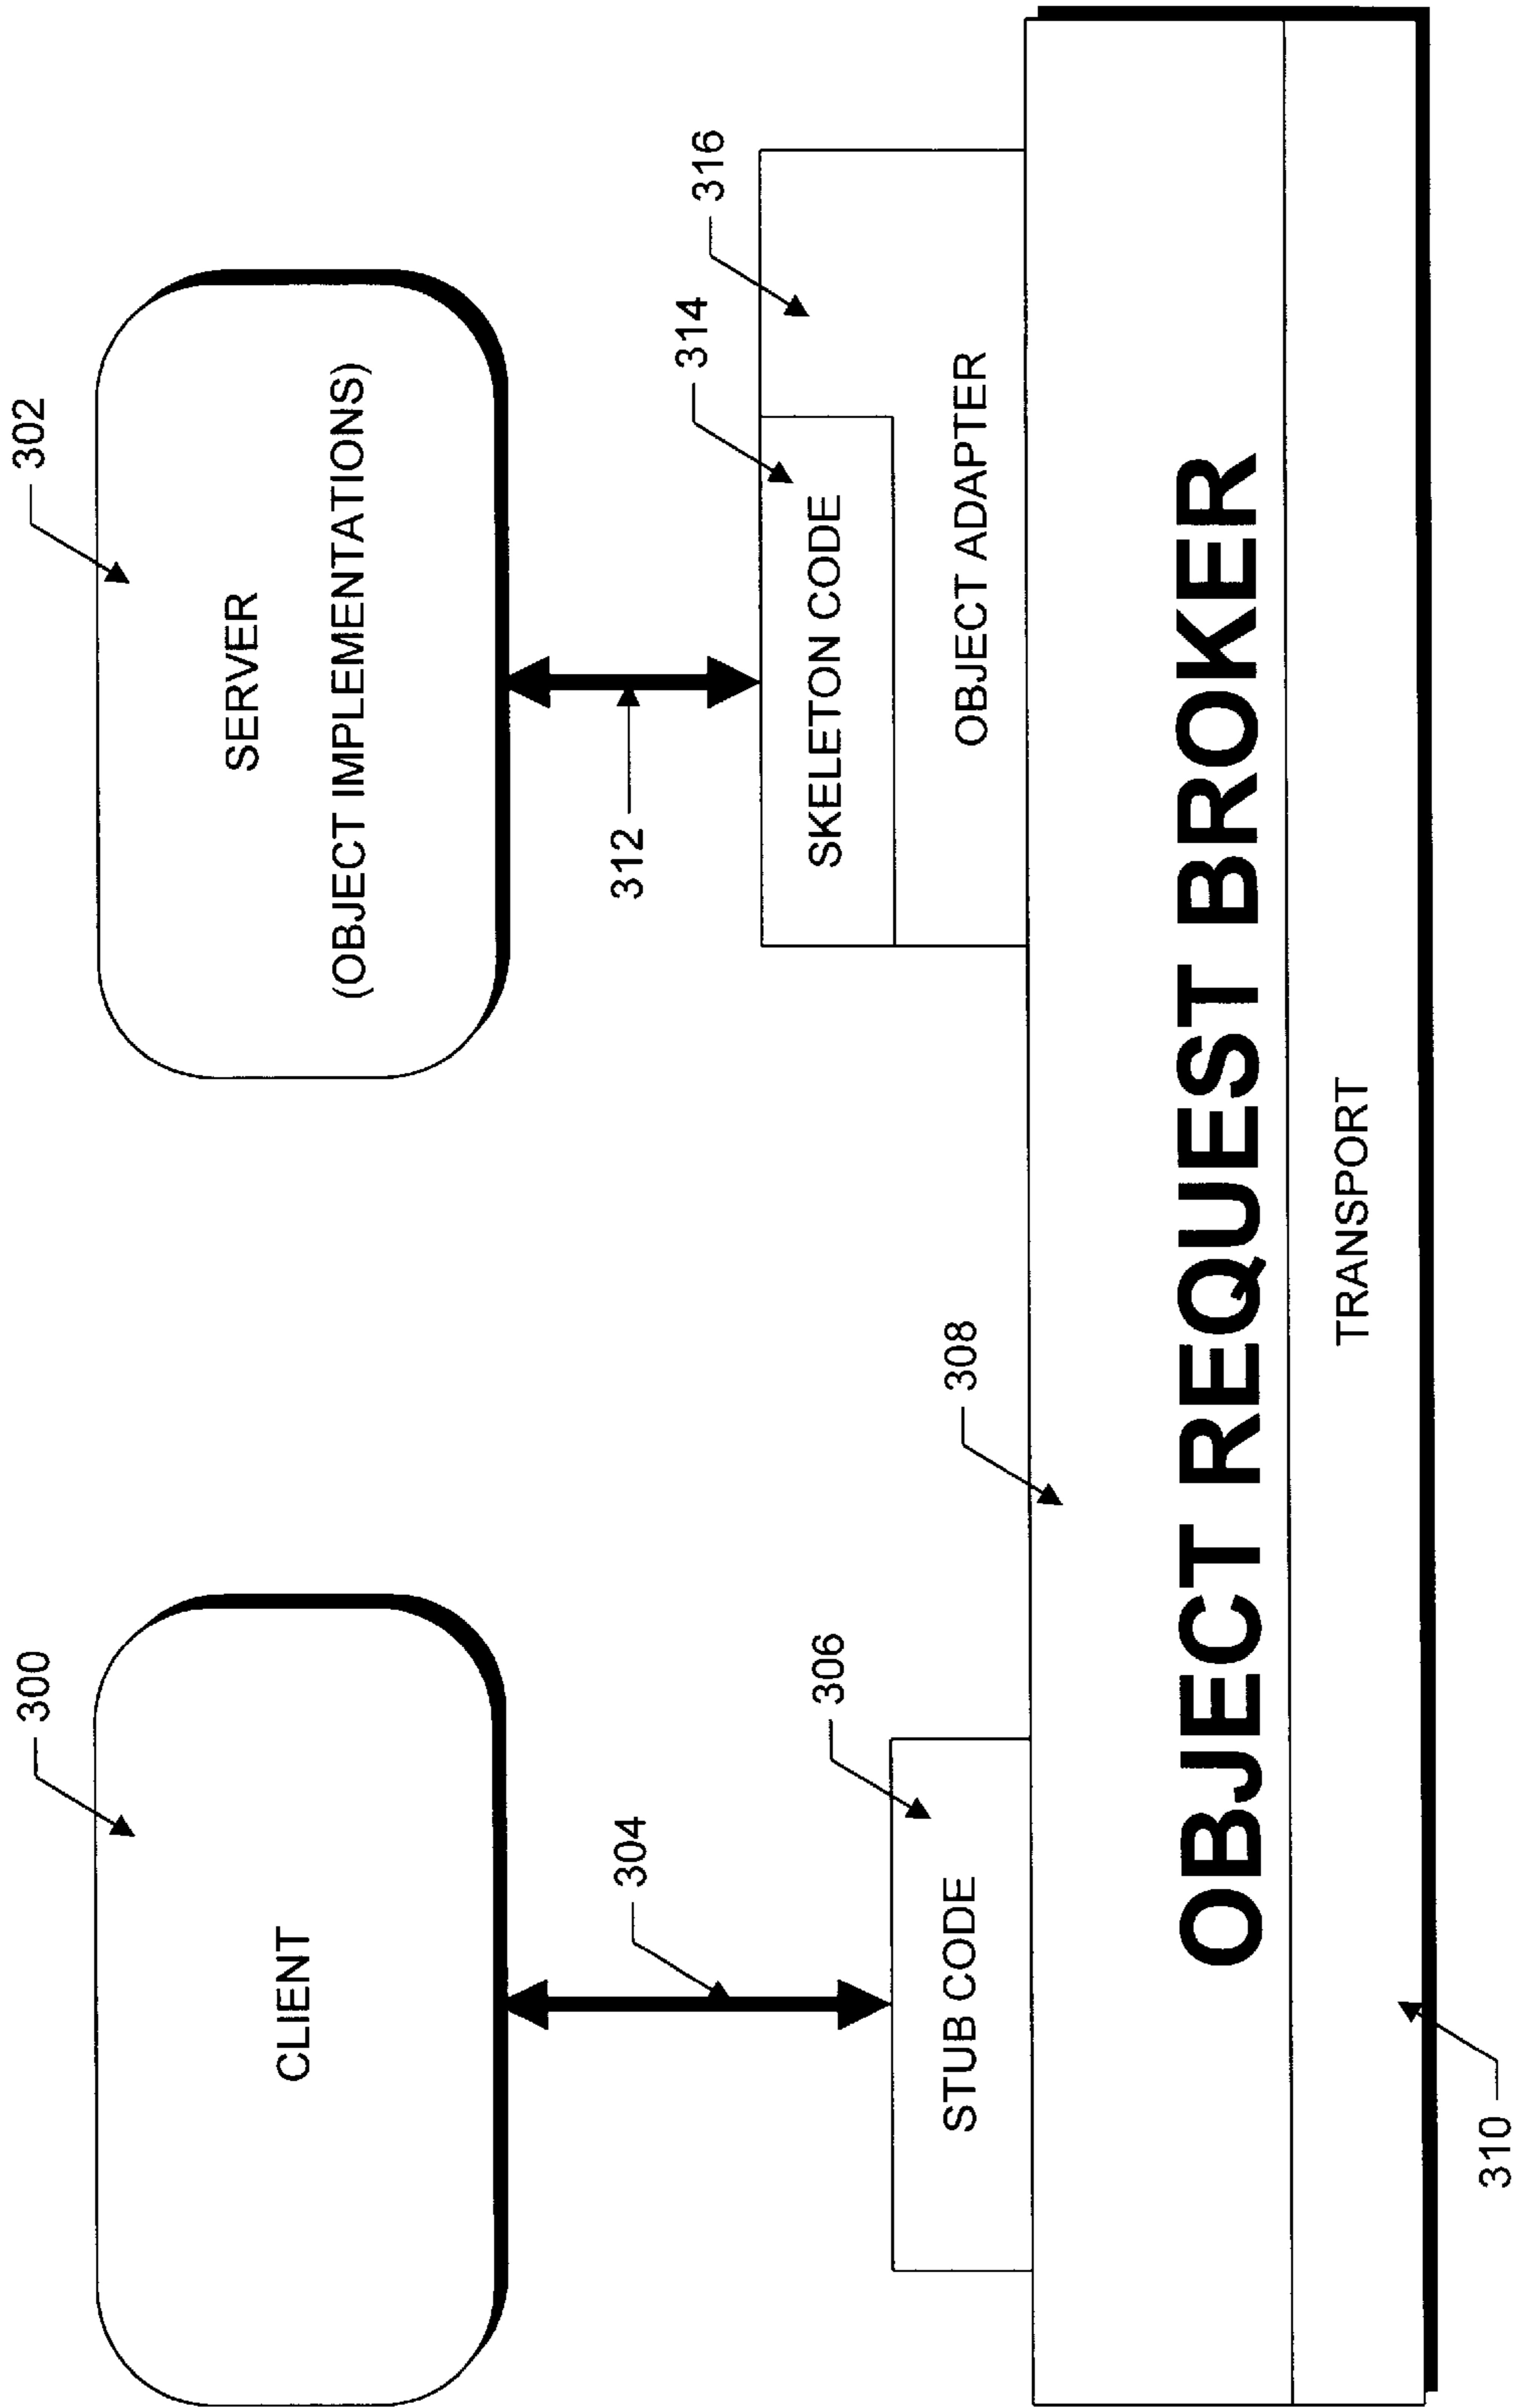 300
302
CLIENT
SERVER
(OBJECT IMPLEMENTATIONS)
304
312
306
308
314
316
STUB CODE
SKELETON CODE
OBJECT ADAPTER
OBJECT REQUEST BROKER
TRANSPORT
310